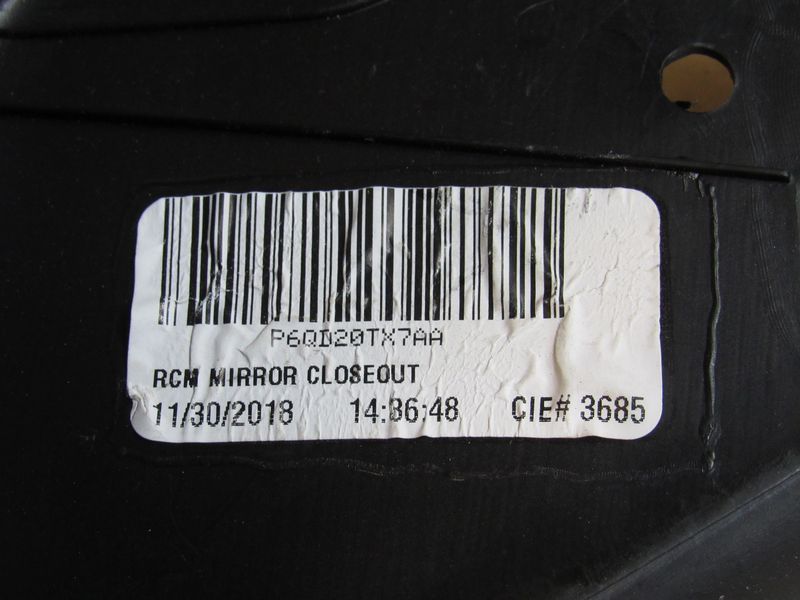 P6QD20TX7AA
RCM MIRROR CLOSEOUT
11/30/2018 14:36:48 CIE# 3685